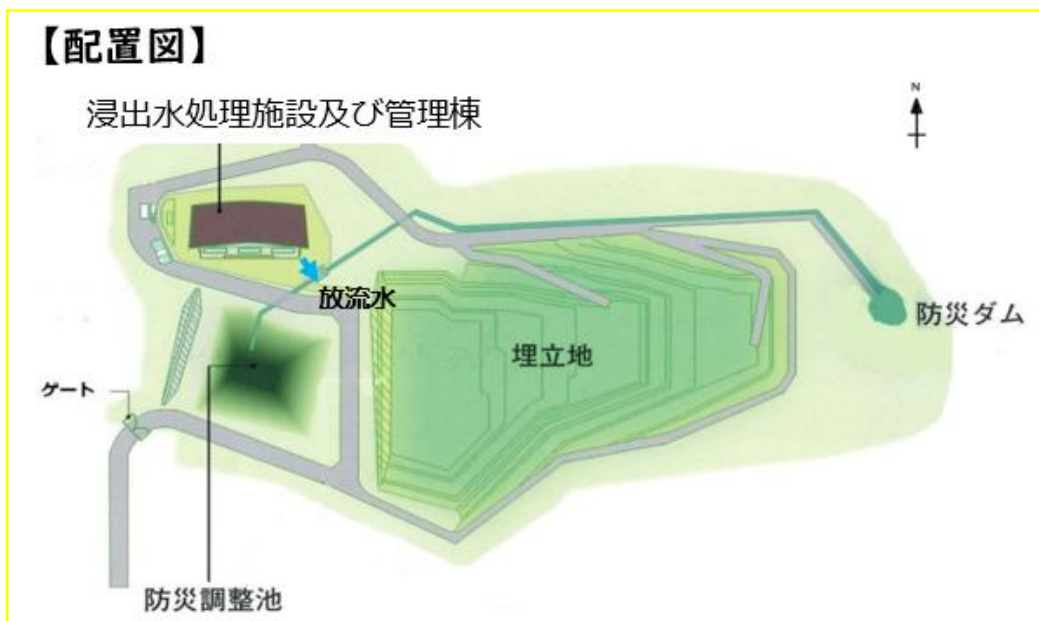 【配置図】
浸出水処理施設及び管理棟
N
放流水
防災ダム
埋立地
ゲート
防災調整池